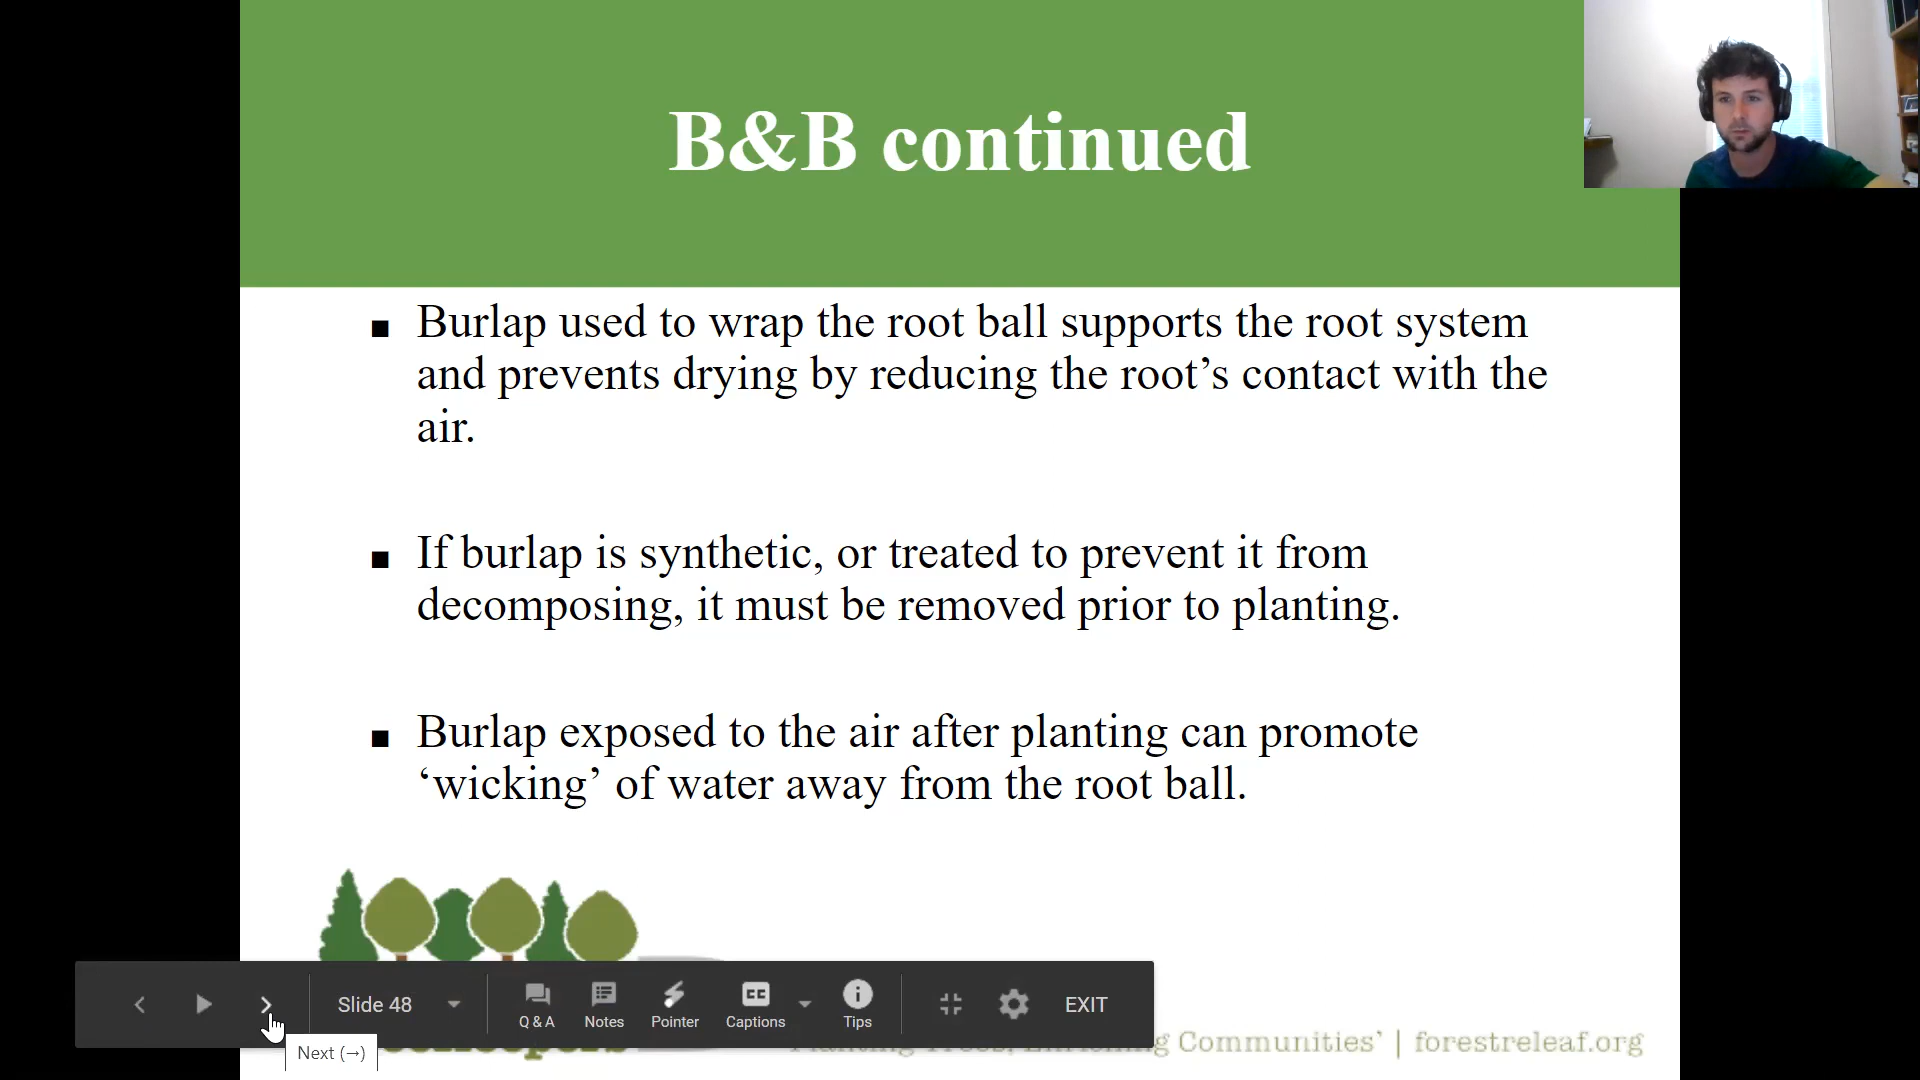 B&B continued
■ Burlap used to wrap the root ball supports the root system
and prevents drying by reducing the root’s contact with the
air.
■ If burlap is synthetic, or treated to prevent it from
decomposing, it must be removed prior to planting.
■ Burlap exposed to the air after planting can promote
‘wicking’ of water away from the root ball.
Slide 48
Q & A
Notes
Pointer
CC
Captions
Tips
EXIT
Next (→)
Communities’ | forestreleaf.org